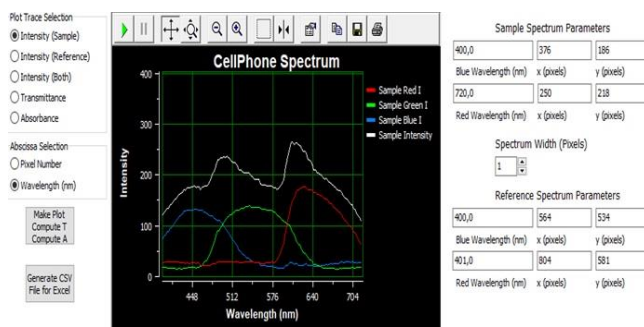 Plot Trace Selection
Intensity (Sample)
Intensity (Reference)
Intensity (Both)
Transmittance
Absorbance
Abscissa Selection
Pixel Number
Wavelength (nm)
Make Plot
Compute T
Compute A
Generate CSV
File for Excel
CellPhone Spectrum
400
300
200
100
0
Intensity
448 512 576 640 704
Wavelength (nm)
Sample Red I
Sample Green I
Sample Blue I
Sample Intensity
Sample Spectrum Parameters
400,0 376 186
Blue Wavelength (nm) x (pixels) y (pixels)
720,0 250 218
Red Wavelength (nm) x (pixels) y (pixels)
Spectrum Width (Pixels)
1
Reference Spectrum Parameters
400,0 564 534
Blue Wavelength (nm) x (pixels) y (pixels)
401,0 804 581
Red Wavelength (nm) x (pixels) y (pixels)